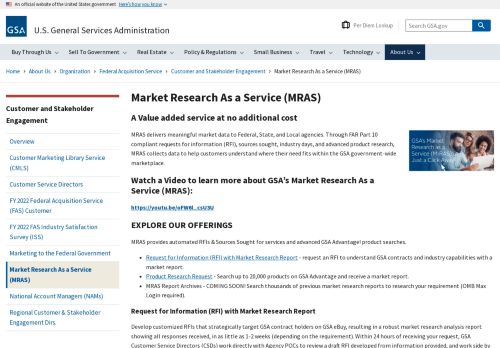 An official website of the United States government Here's how you know
GSA U.S. General Services Administration
Per Diem Lookup
Search GSA.gov
Buy Through Us Sell To Government Real Estate Policy & Regulations Small Business Travel Technology About Us
Home > About Us > Organization > Federal Acquisition Service > Customer and Stakeholder Engagement > Market Research As a Service (MRAS)
Customer and Stakeholder
Engagement
Overview
Customer Marketing Library Service
(CMLS)
Customer Service Directors
FY 2022 Federal Acquisition Service
(FAS) Customer
FY 2022 FAS Industry Satisfaction
Survey (ISS)
Marketing to the Federal Government
Market Research As a Service
(MRAS)
National Account Managers (NAMs)
Regional Customer & Stakeholder
Engagement Dirs.
Market Research As a Service (MRAS)
A Value added service at no additional cost
MRAS delivers meaningful market data to Federal, State, and Local agencies. Through FAR Part 10
compliant requests for information (RFI), sources sought, industry days, and advanced product research,
MRAS collects data to help customers understand where their need fits within the GSA government-wide
marketplace.
GSA's Market
Research as a
Service (MRAS)
Just a Click Away
Watch a Video to learn more about GSA's Market Research As a
Service (MRAS):
EXPLORE OUR OFFERINGS
MRAS provides automated RFIs & Sources Sought for services and advanced GSA Advantage! product searches.
Request for Information (RFI) with Market Research Report - request an RFI to understand GSA contracts and industry capabilities with a
market report.
Product Research Request - Search up to 20,000 products on GSA Advantage and receive a market report.
MRAS Report Archives - COMING SOON! Search thousands of previous market research reports to research your requirement (OMB Max
Login required).
Request for Information (RFI) with Market Research Report
Develop customized RFIs that strategically target GSA contract holders on GSA eBuy, resulting in a robust market research analysis report
showing all responses received, in as little as 1-2 weeks (depending on the requirement). Within 24 hours of receiving your request, GSA
Customer Service Directors (CSDs) work directly with Agency POCs to review a draft RFI developed from information provided, and work side by